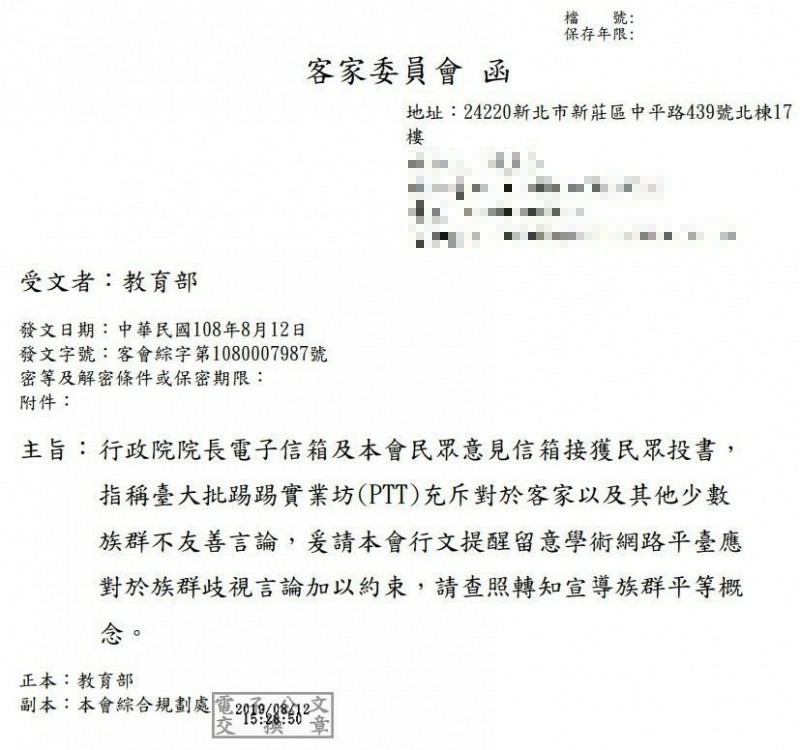 檔　　號:
保存年限:
客家委員會 函
地址：24220新北市新莊區中平路439號北棟17
樓
受文者：教育部
發文日期：中華民國108年8月12日
發文字號：客會綜字第1080007987號
密等及解密條件或保密期限：
附件：
主旨：行政院院長電子信箱及本會民眾意見信箱接獲民眾投書，
指稱臺大批踢踢實業坊(PTT)充斥對於客家以及其他少數
族群不友善言論，爰請本會行文提醒留意學術網路平臺應
對於族群歧視言論加以約束，請查照轉知宣導族群平等概
念。
正本：教育部
副本：本會綜合規劃處
電子公文
2019/08/12
15:28:50
交換章